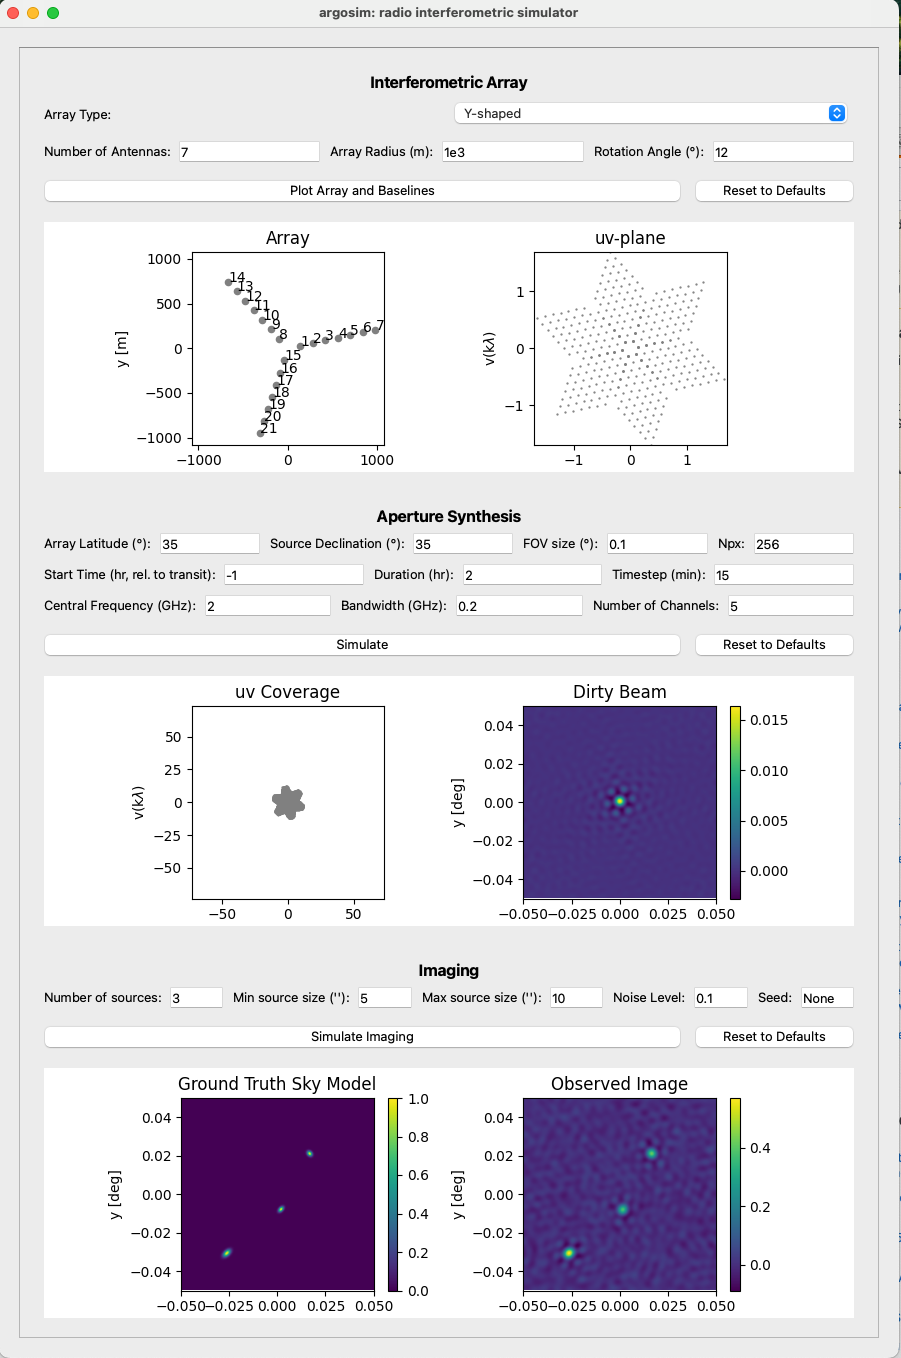 argosim: radio interferometric simulator
Interferometric Array
Array Type: Y-shaped
Number of Antennas: 7 Array Radius (m): 1e3 Rotation Angle (°): 12
Plot Array and Baselines Reset to Defaults
Array uv-plane
1000
500
0
−500
−1000
y [m]
−1000 0 1000
1 2 3 4 5 6 7
8
9
10
11
12
13
14
15
16
17
18
19
20
21
1
0
−1
v(kλ)
−1 0 1
Aperture Synthesis
Array Latitude (°): 35 Source Declination (°): 35 FOV size (°): 0.1 Npx: 256
Start Time (hr, rel. to transit): -1 Duration (hr): 2 Timestep (min): 15
Central Frequency (GHz): 2 Bandwidth (GHz): 0.2 Number of Channels: 5
Simulate Reset to Defaults
uv Coverage Dirty Beam
50
25
0
−25
−50
v(kλ)
−50 0 50
0.04
0.02
0.00
−0.02
−0.04
y [deg]
−0.050 −0.025 0.000 0.025 0.050
0.015
0.010
0.005
0.000
Imaging
Number of sources: 3 Min source size (''): 5 Max source size (''): 10 Noise Level: 0.1 Seed: None
Simulate Imaging Reset to Defaults
Ground Truth Sky Model Observed Image
0.04
0.02
0.00
−0.02
−0.04
y [deg]
−0.050 −0.025 0.000 0.025 0.050
1.0
0.8
0.6
0.4
0.2
0.0
0.04
0.02
0.00
−0.02
−0.04
y [deg]
−0.050 −0.025 0.000 0.025 0.050
0.4
0.2
0.0